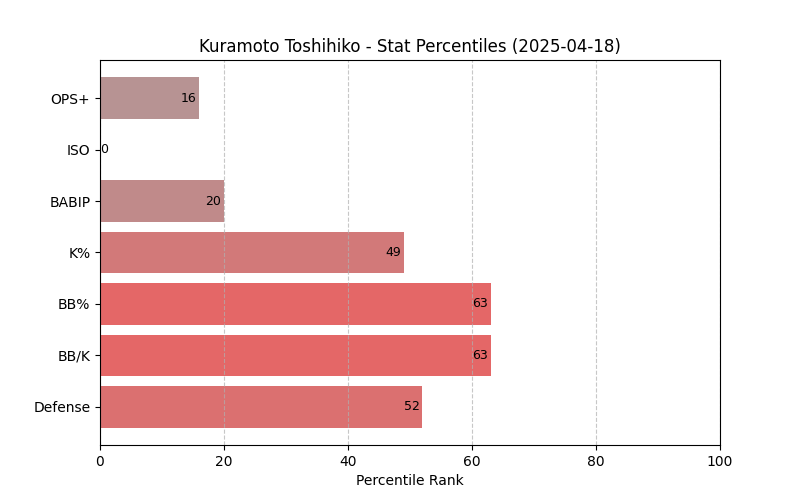 Kuramoto Toshihiko - Stat Percentiles (2025-04-18)
OPS+ 16
ISO 0
BABIP 20
K% 49
BB% 63
BB/K 63
Defense 52
0 20 40 60 80 100
Percentile Rank